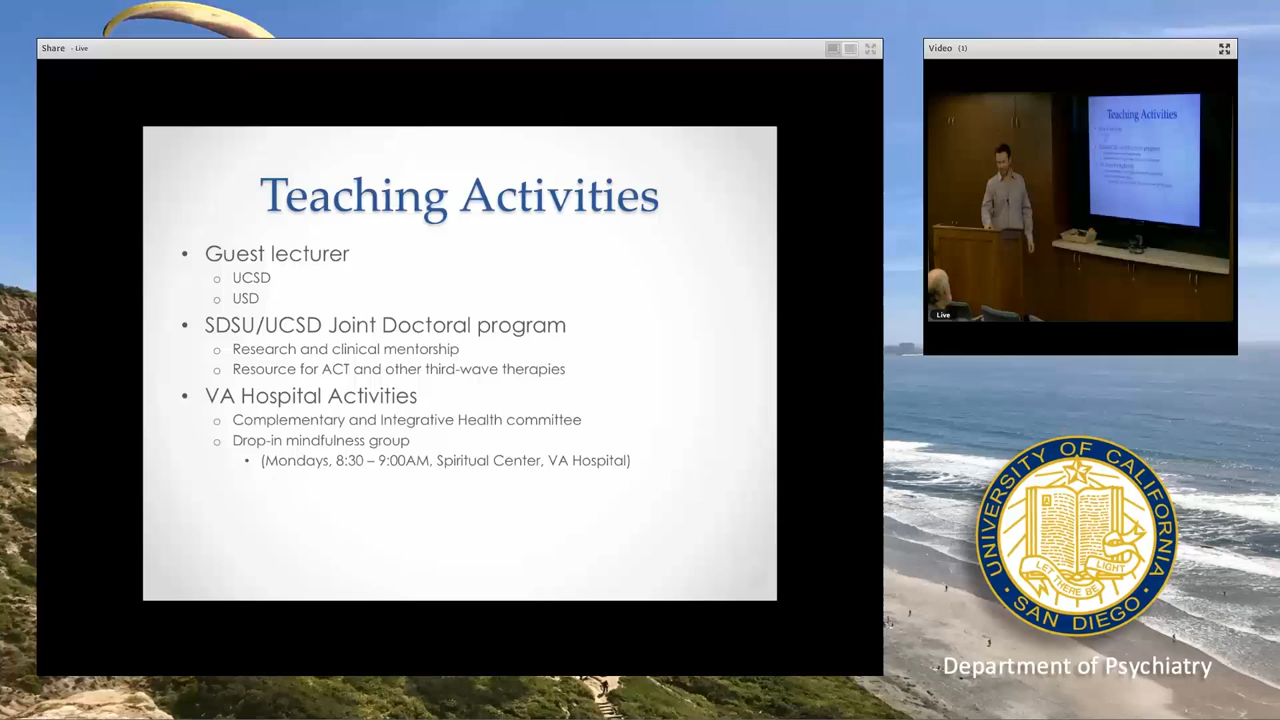 Share - Live
Teaching Activities
• Guest lecturer
o UCSD
o USD
• SDSU/UCSD Joint Doctoral program
o Research and clinical mentorship
o Resource for ACT and other third-wave therapies
• VA Hospital Activities
o Complementary and Integrative Health committee
o Drop-in mindfulness group
• (Mondays, 8:30 – 9:00AM, Spiritual Center, VA Hospital)
Video (1)
Teaching Activities
Live
UNIVERSITY OF CALIFORNIA
LET THERE BE LIGHT
• SAN DIEGO •
Department of Psychiatry